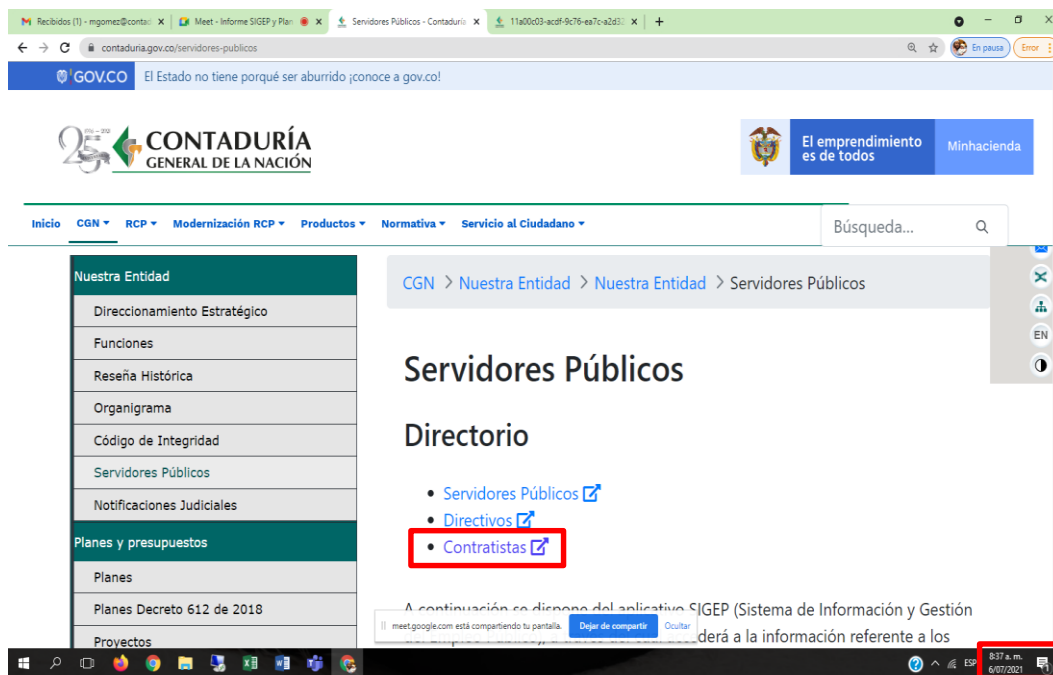 Recibidos (1) - mgomez@contad
Meet - Informe SIGEP y Plan
Servidores Públicos - Contaduría
11a00c03-acdf-9c76-ea7c-a2d3
contaduria.gov.co/servidores-publicos
En pausa
Error
GOV.CO El Estado no tiene porqué ser aburrido ¡conoce a gov.co!
25
CONTADURÍA
GENERAL DE LA NACIÓN
El emprendimiento
es de todos
Minhacienda
Inicio CGN RCP Modernización RCP Productos Normativa Servicio al Ciudadano
Búsqueda...
Nuestra Entidad
Direccionamiento Estratégico
Funciones
Reseña Histórica
Organigrama
Código de Integridad
Servidores Públicos
Notificaciones Judiciales
Planes y presupuestos
Planes
Planes Decreto 612 de 2018
Proyectos
CGN > Nuestra Entidad > Nuestra Entidad > Servidores Públicos
EN
Servidores Públicos
Directorio
• Servidores Públicos
• Directivos
• Contratistas
A continuación se dispone del aplicativo SIGEP (Sistema de Información y Gestión
derá a la información referente a los
meet.google.com está compartiendo tu pantalla. Dejar de compartir Ocultar
ESP
8:37 a. m.
6/07/2021